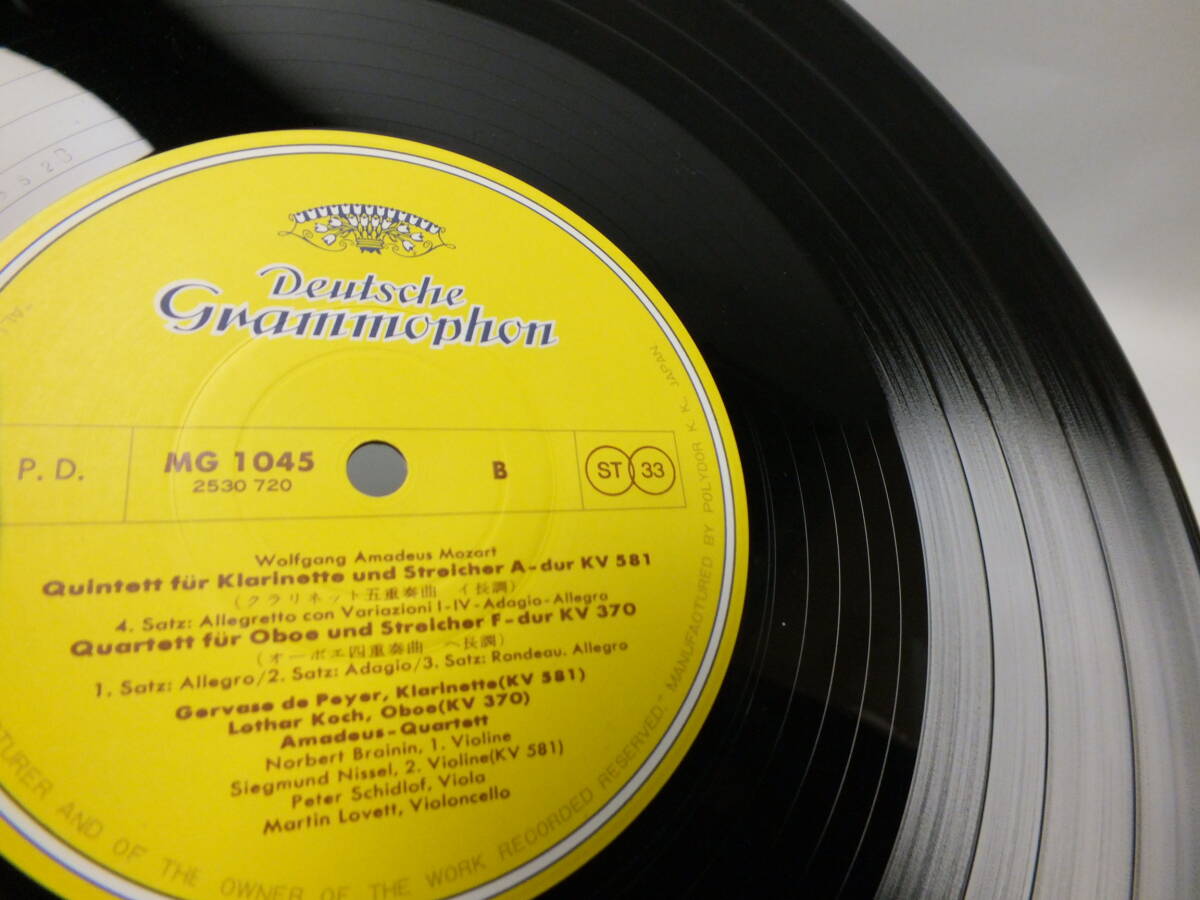 Deutsche
Grammophon
P. D.
MG 1045
2530 720
B
ST 33
Wolfgang Amadeus Mozart
Quintett für Klarinette und Streicher A-dur KV 581
(クラリネット五重奏曲 イ長調)
4. Satz: Allegretto con Variazioni I-IV-Adagio-Allegro
Quartett für Oboe und Streicher F-dur KV 370
(オーボエ四重奏曲 ヘ長調)
1. Satz: Allegro/2. Satz: Adagio/3. Satz: Rondeau. Allegro
Gervase de Peyer, Klarinette(KV 581)
Lothar Koch, Oboe(KV 370)
Amadeus-Quartett
Norbert Brainin, 1. Violine
Siegmund Nissel, 2. Violine(KV 581)
Peter Schidlof, Viola
Martin Lovett, Violoncello
AND OF THE OWNER OF THE WORK RECORDED RESERVED." MANUFACTURED BY POLYDOR K. K., JAPAN